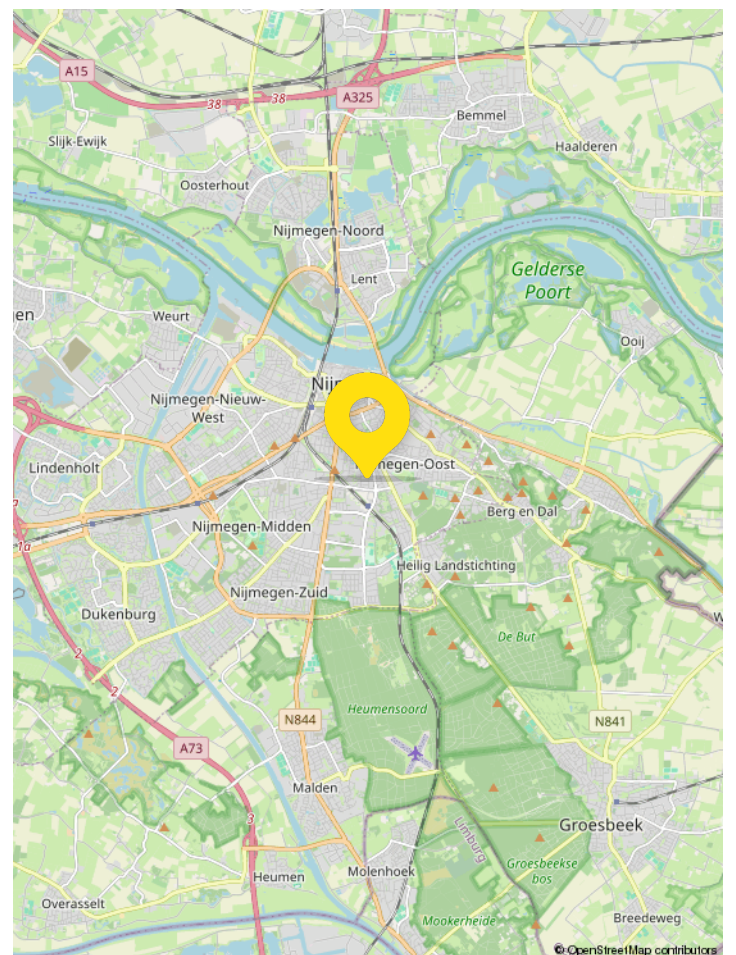 A15
38
38
A325
Bemmel
Slijk-Ewijk
Haalderen
Oosterhout
Nijmegen-Noord
Gelderse
Poort
Lent
en
Weurt
Ooij
Nijmegen-Nieuw-
West
Lindenholt
Nijmegen-Midden
Berg en Dal
1a
Heilig Landstichting
Nijmegen-Zuid
Dukenburg
De But
2
2
Heumensoord
N844
N841
A73
Malden
3
Groesbeek
Limburg
Molenhoek
Groesbeekse
bos
Heumen
Overasselt
Mookerheide
Breedeweg
© OpenStreetMap contributors